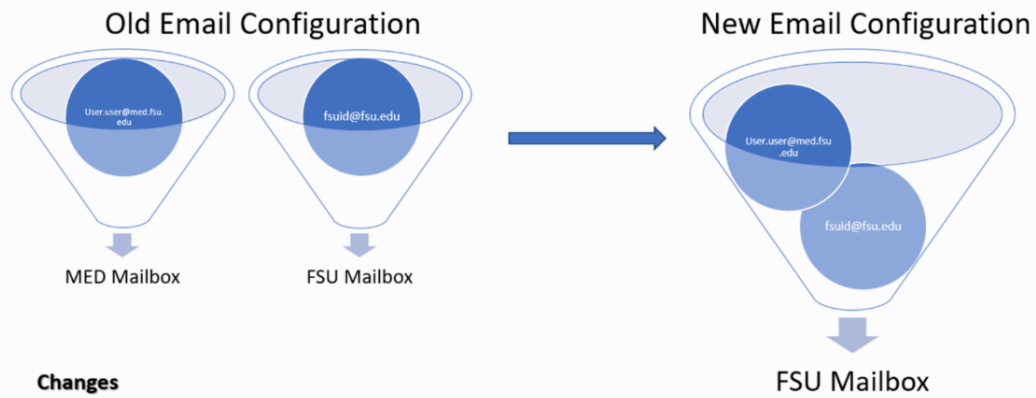 Old Email Configuration
New Email Configuration
User.user@med.fsu.
edu
fsuid@fsu.edu
User.user@med.fsu
.edu
fsuid@fsu.edu
MED Mailbox
FSU Mailbox
FSU Mailbox
Changes